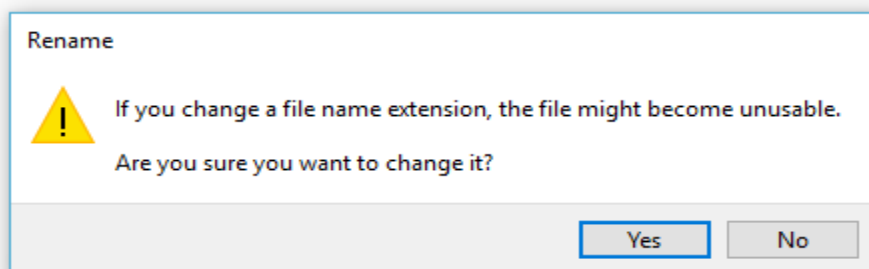 Rename
If you change a file name extension, the file might become unusable.
Are you sure you want to change it?
Yes No